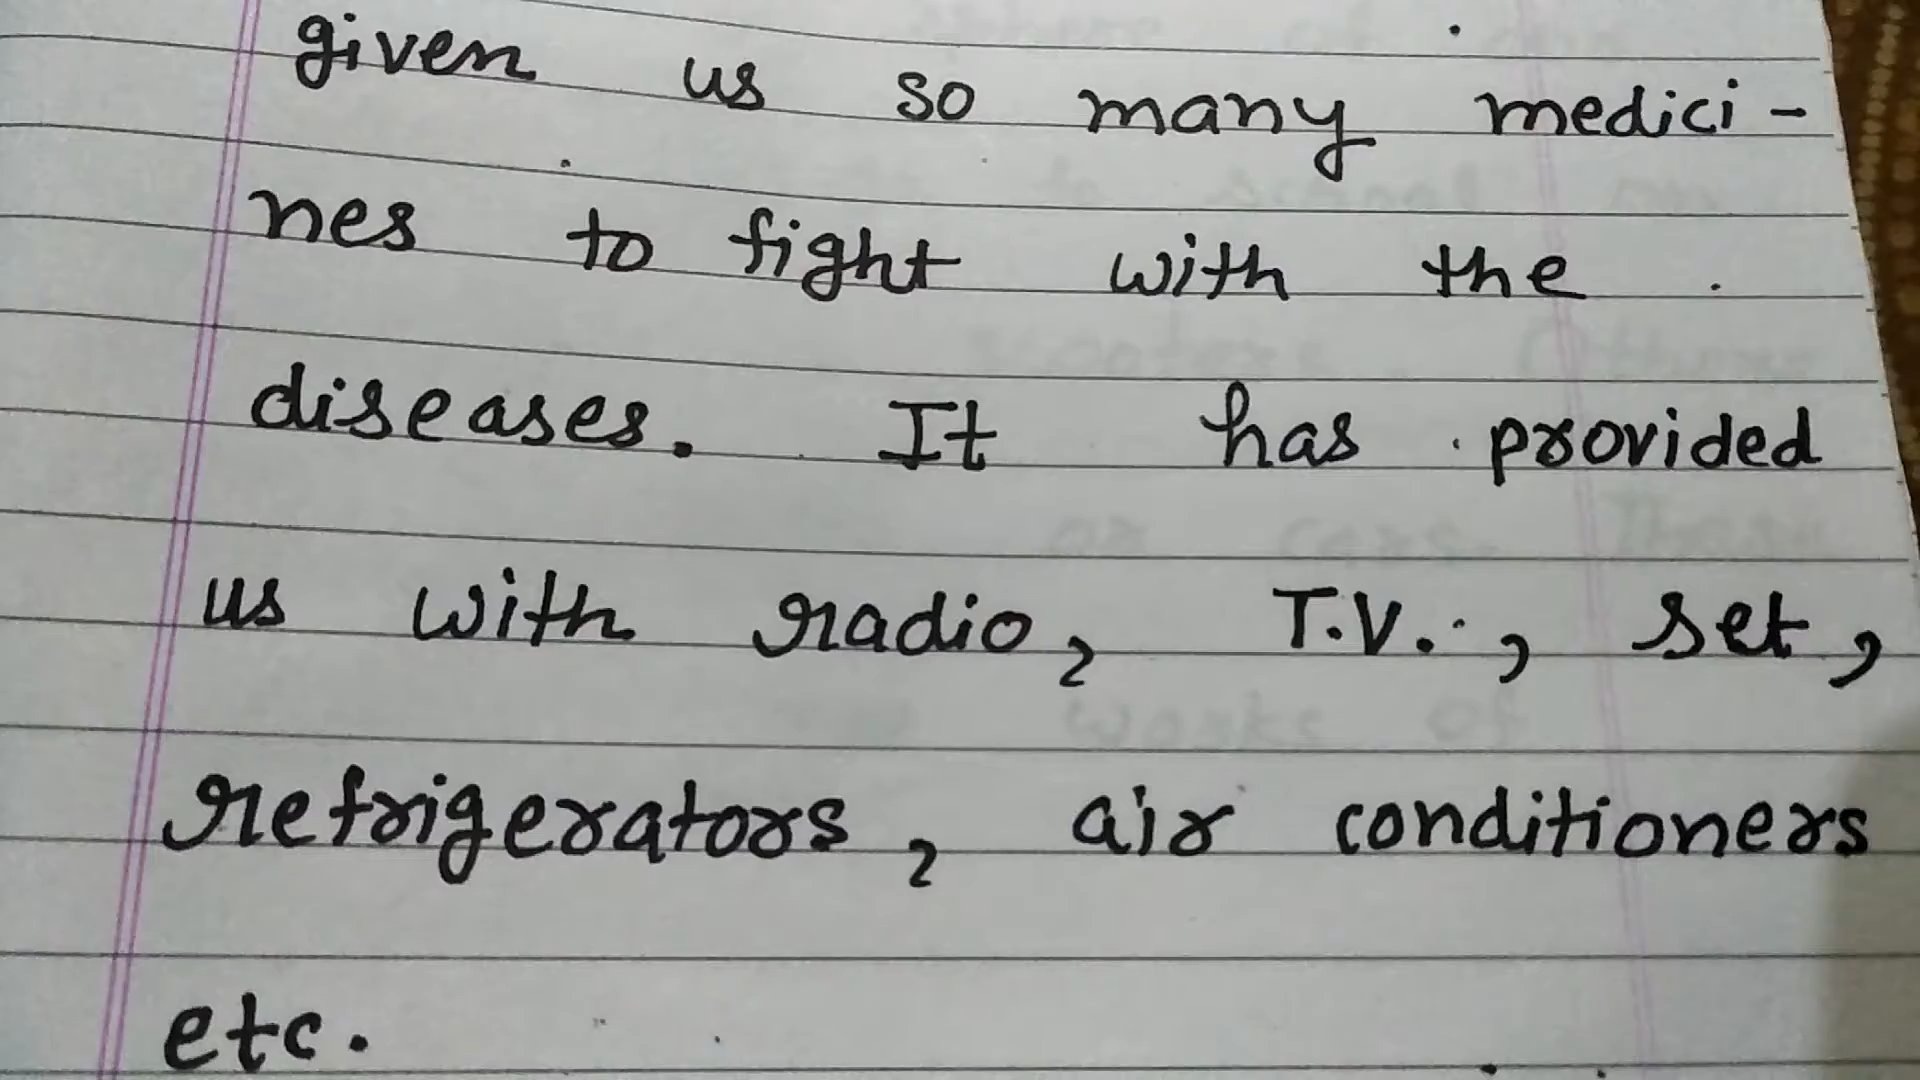 given us so many medici-
nes to fight with the
diseases. It has provided
us with radio, T.V., set,
refrigerators, air conditioners
etc.